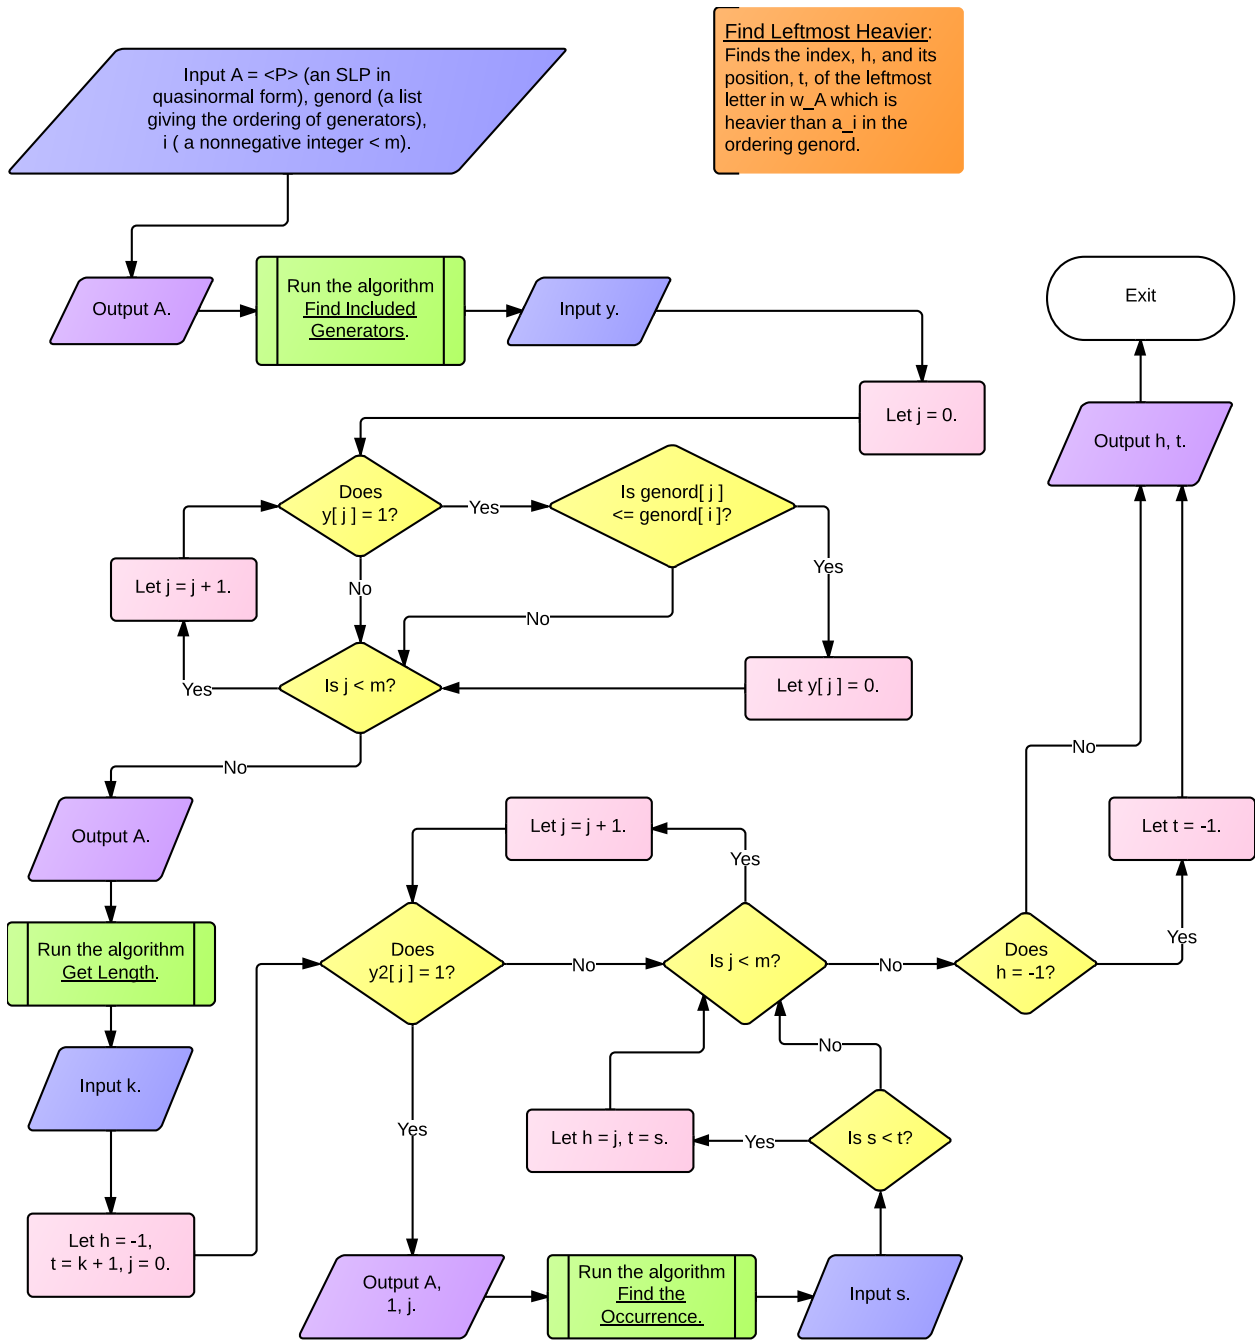 Find Leftmost Heavier:
Finds the index, h, and its
position, t, of the leftmost
letter in w_A which is
heavier than a_i in the
ordering genord.
Input A = <P> (an SLP in
quasinormal form), genord (a list
giving the ordering of generators),
i ( a nonnegative integer < m).
Output A.
Run the algorithm
Find Included
Generators.
Input y.
Exit
Let j = 0.
Output h, t.
Does
y[ j ] = 1?
Yes
Is genord[ j ]
<= genord[ i ]?
Yes
Let j = j + 1.
No
No
Yes
Is j < m?
Let y[ j ] = 0.
No
No
Output A.
Let j = j + 1.
Yes
Let t = -1.
Run the algorithm
Get Length.
Does
y2[ j ] = 1?
No
Is j < m?
No
Does
h = -1?
Yes
Input k.
No
Yes
Let h = j, t = s.
Yes
Is s < t?
Let h = -1,
t = k + 1, j = 0.
Output A,
1, j.
Run the algorithm
Find the
Occurrence.
Input s.